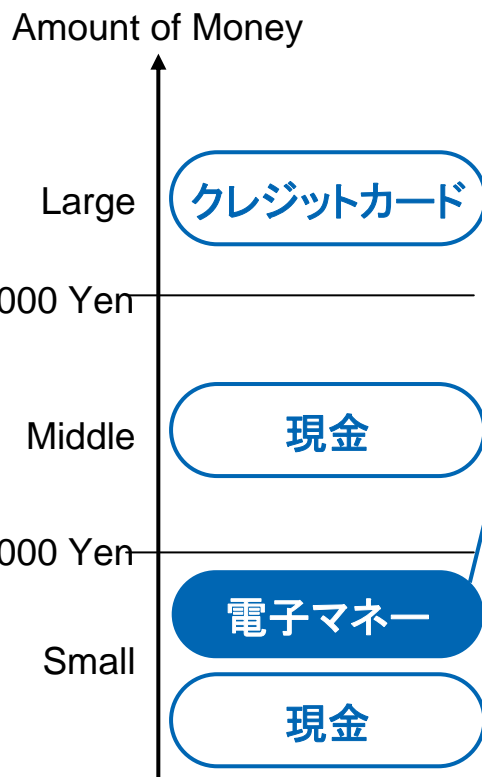 Amount of Money
Large
クレジットカード
000 Yen
Middle
現金
000 Yen
電子マネー
Small
現金